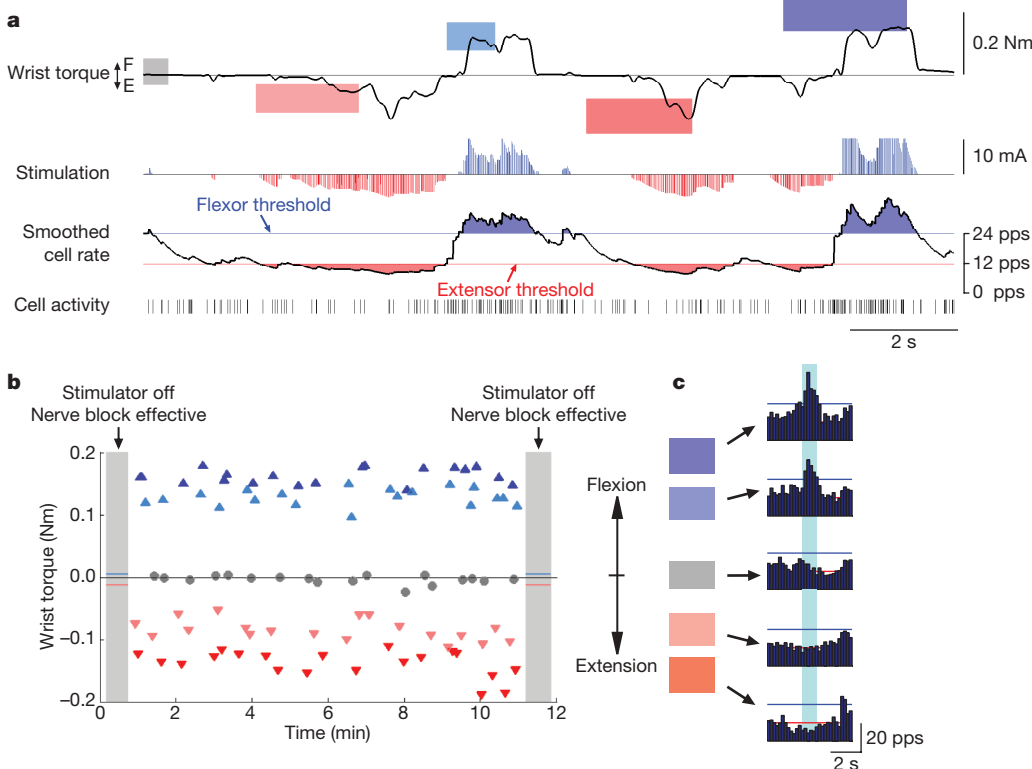 a
F
E
Wrist torque
0.2 Nm
Stimulation
10 mA
Flexor threshold
Smoothed
cell rate
24 pps
12 pps
0 pps
Extensor threshold
Cell activity
2 s
b
Stimulator off
Nerve block effective
Stimulator off
Nerve block effective
Wrist torque (Nm)
0.2
0.1
0.0
−0.1
−0.2
0
2
4
6
8
10
12
Time (min)
c
Flexion
Extension
20 pps
2 s